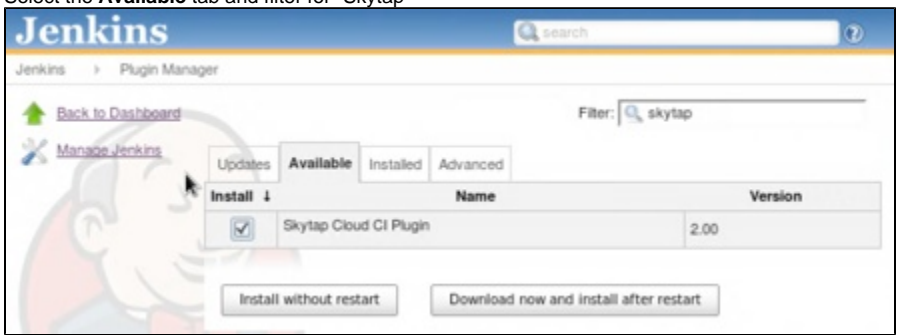 Select the Available tab and filter for "Skytap"
Jenkins
search
Jenkins > Plugin Manager
Back to Dashboard
Filter: skytap
Manage Jenkins
Updates Available Installed Advanced
Install ↓ Name Version
Skytap Cloud CI Plugin 2.00
Install without restart Download now and install after restart